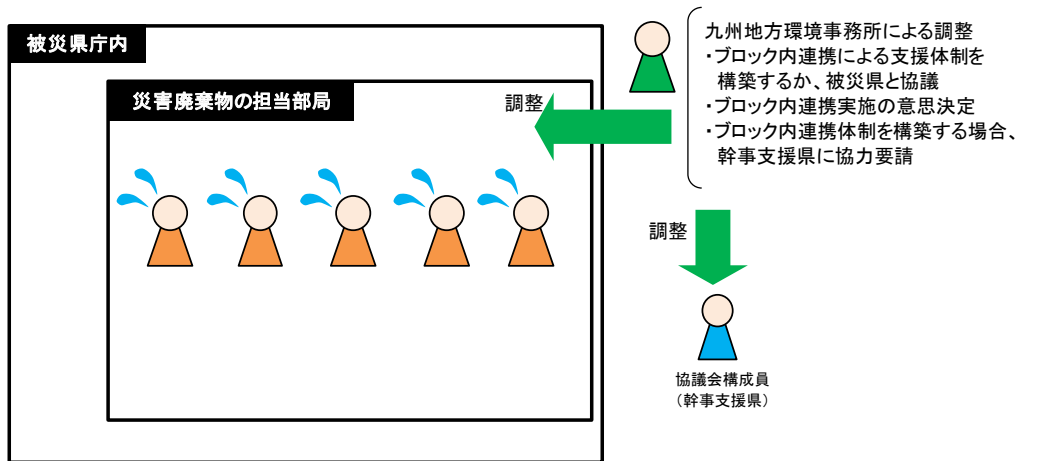 被災県庁内
災害廃棄物の担当部局
調整
九州地方環境事務所による調整
・ブロック内連携による支援体制を
構築するか、被災県と協議
・ブロック内連携実施の意思決定
・ブロック内連携体制を構築する場合、
幹事支援県に協力要請
調整
協議会構成員
（幹事支援県）